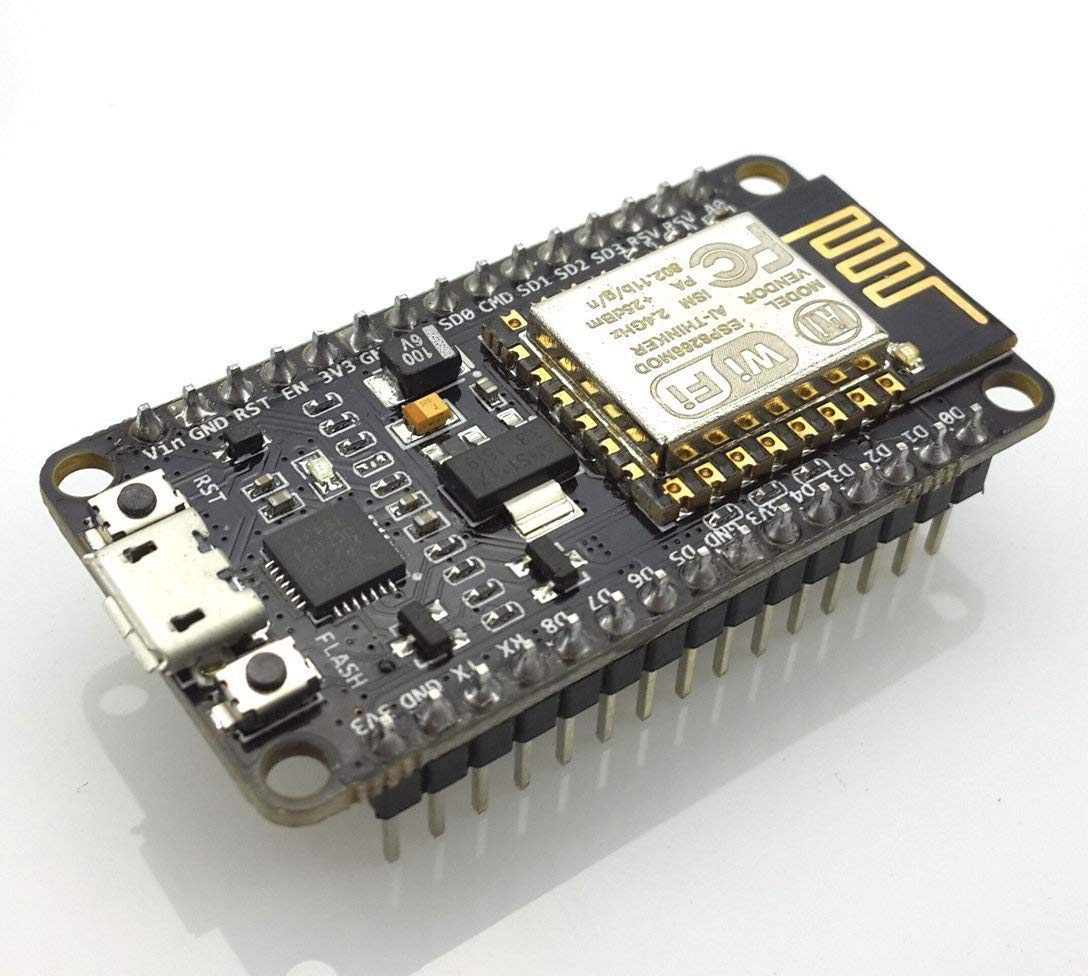 Vin GND RST EN 3V3 GND SD0 CMD SD1 SD2 SD3 RSV RSV A0
100
6V
RST
FLASH
AMS1117
FC
MODEL
VENDOR
ISM 2.4GHz
PA +25dBm
802.11b/g/n
ESP8266MOD
AI-THINKER
WiFi
3V3 GND TX RX D8 D7 D6 D5 GND 3V3 D4 D3 D2 D1 D0